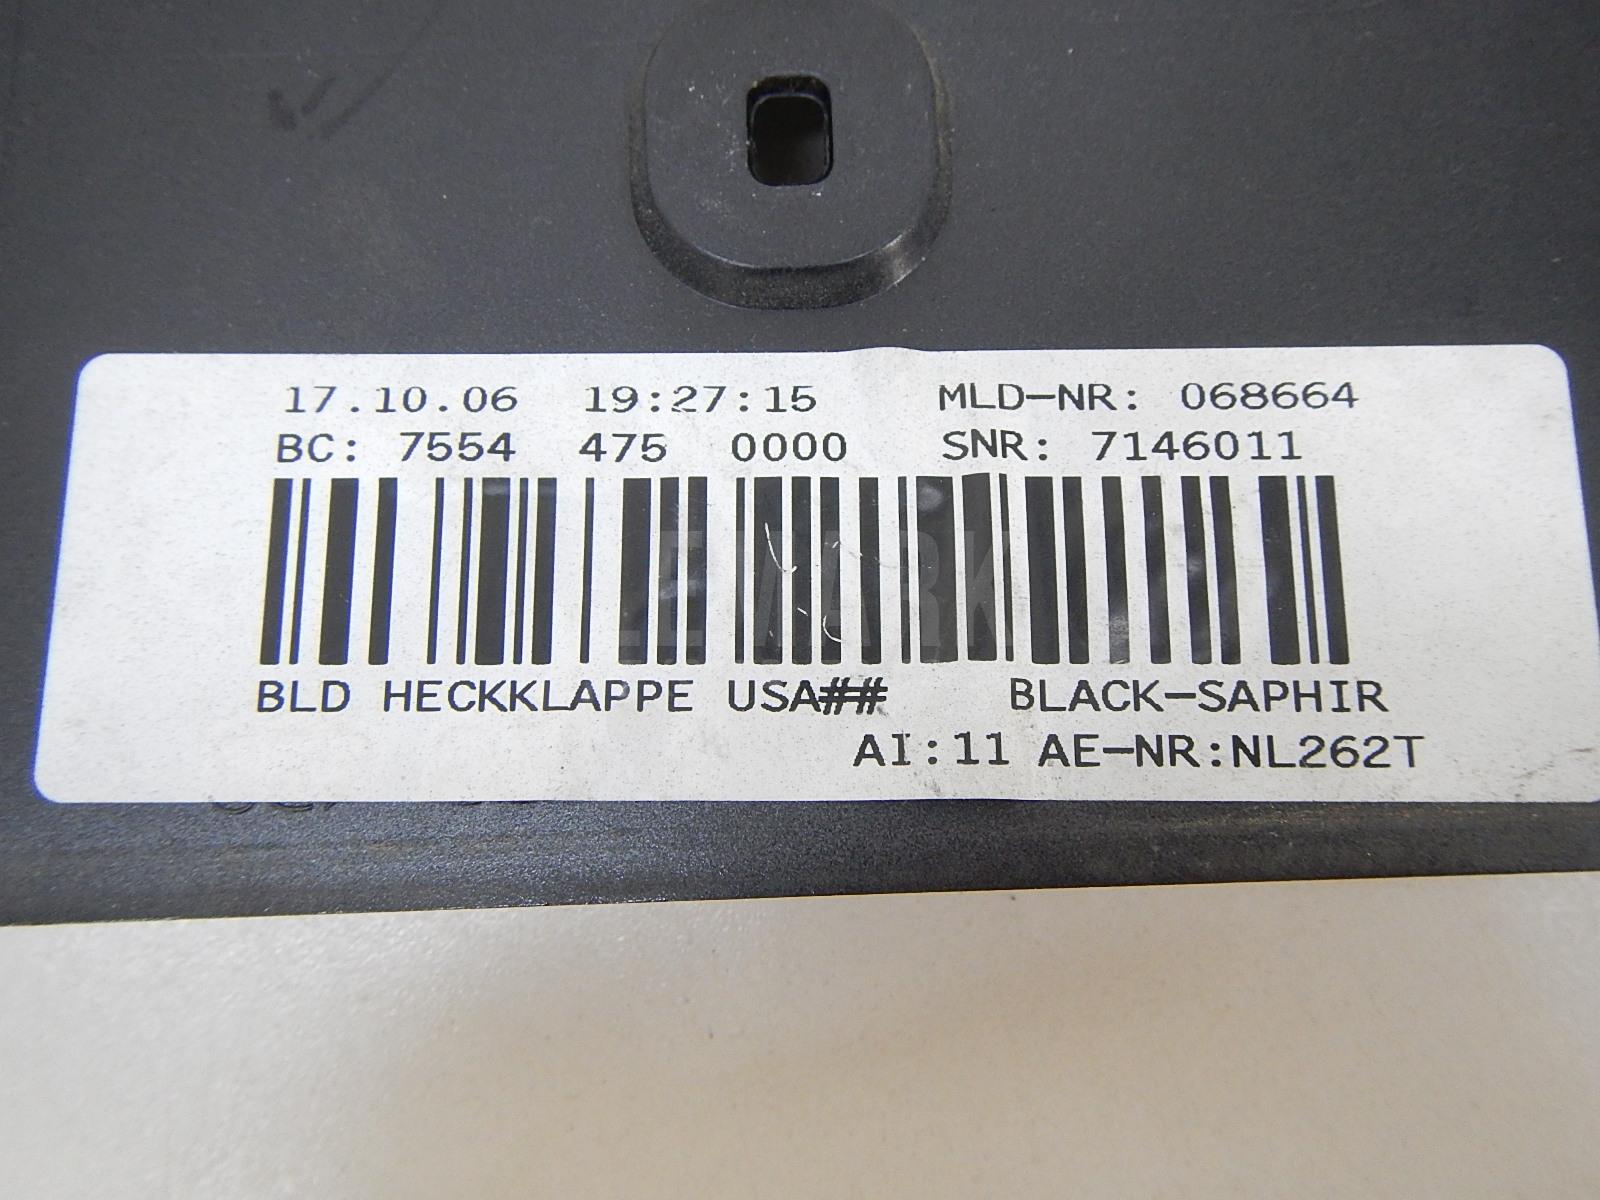 17.10.06 19:27:15 MLD-NR: 068664
BC: 7554 475 0000 SNR: 7146011
LEMARK
BLD HECKKLAPPE USA## BLACK-SAPHIR
AI:11 AE-NR:NL262T